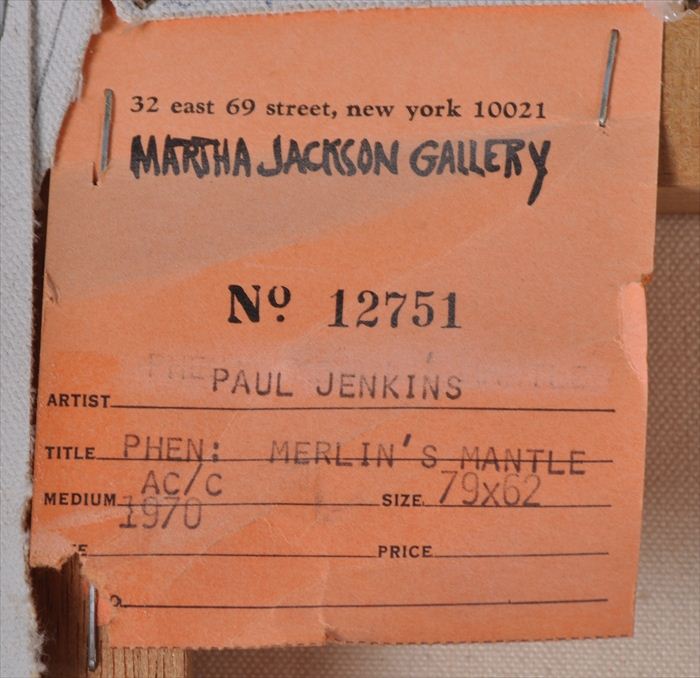 32 east 69 street, new york 10021
MARTHA JACKSON GALLERY
Nº 12751
ARTIST PAUL JENKINS
TITLE PHEN: MERLIN'S MANTLE
MEDIUM AC/C SIZE 79x62
1970
PRICE